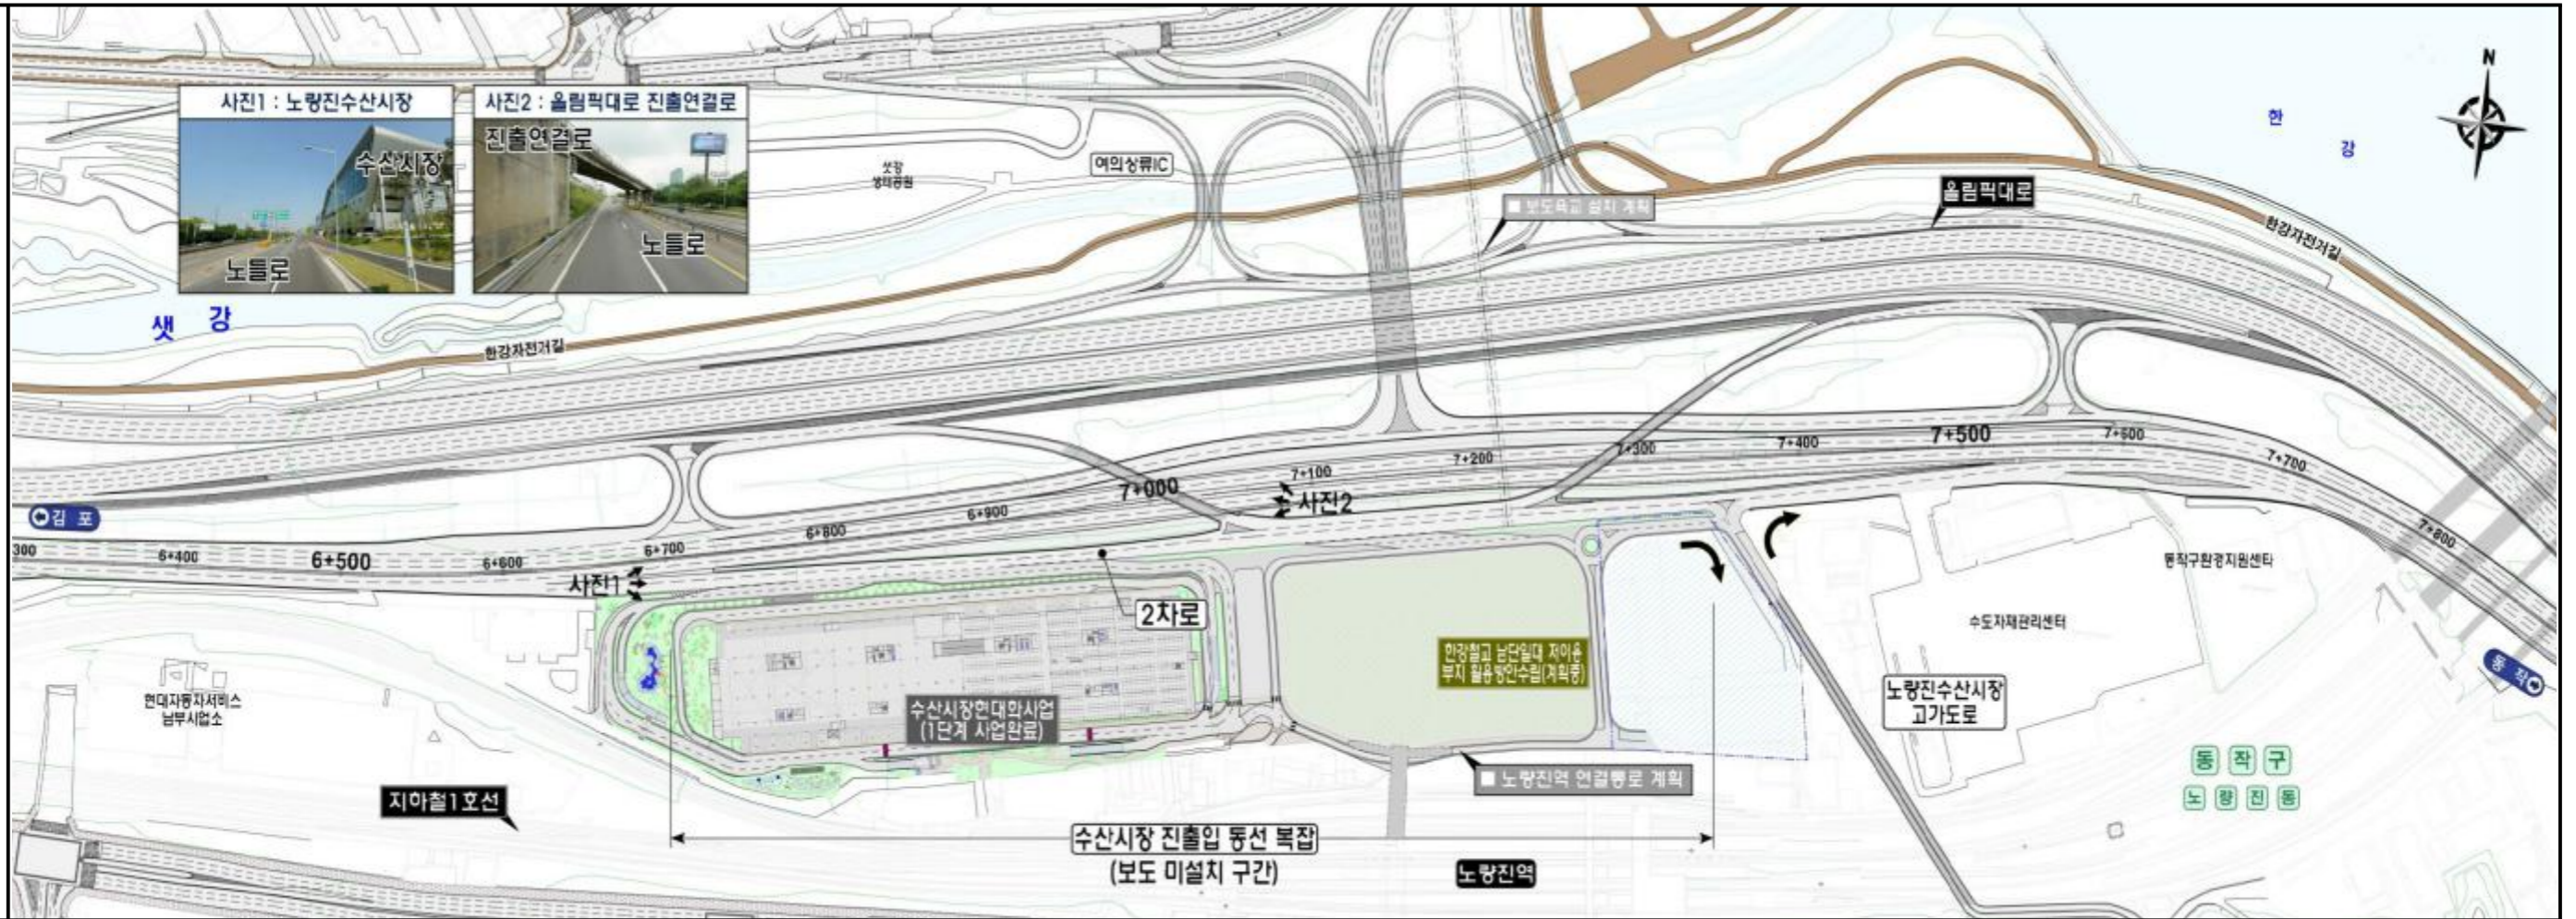 사진1 : 노량진수산시장
사진2 : 올림픽대로 진출연결로
진출연결로
수산시장
노들로
노들로
샛강
생태공원
여의상류IC
■ 보도육교 설치 계획
올림픽대로
한
강
N
한강자전거길
샛 강
한강자전거길
김 포
300
6+400
6+500
6+600
6+700
6+800
6+900
7+000
7+100
7+200
7+300
7+400
7+500
7+600
7+700
7+800
사진1
사진2
2차로
동작구환경지원센타
수도자재관리센타
한강철교 남단일대 저이용
부지 활용방안수립(계획중)
현대자동차서비스
남부사업소
수산시장현대화사업
(1단계 사업완료)
노량진수산시장
고가도로
동 작
동 작 구
노 량 진 동
■ 노량진역 연결통로 계획
지하철1호선
수산시장 진출입 동선 복잡
(보도 미설치 구간)
노량진역